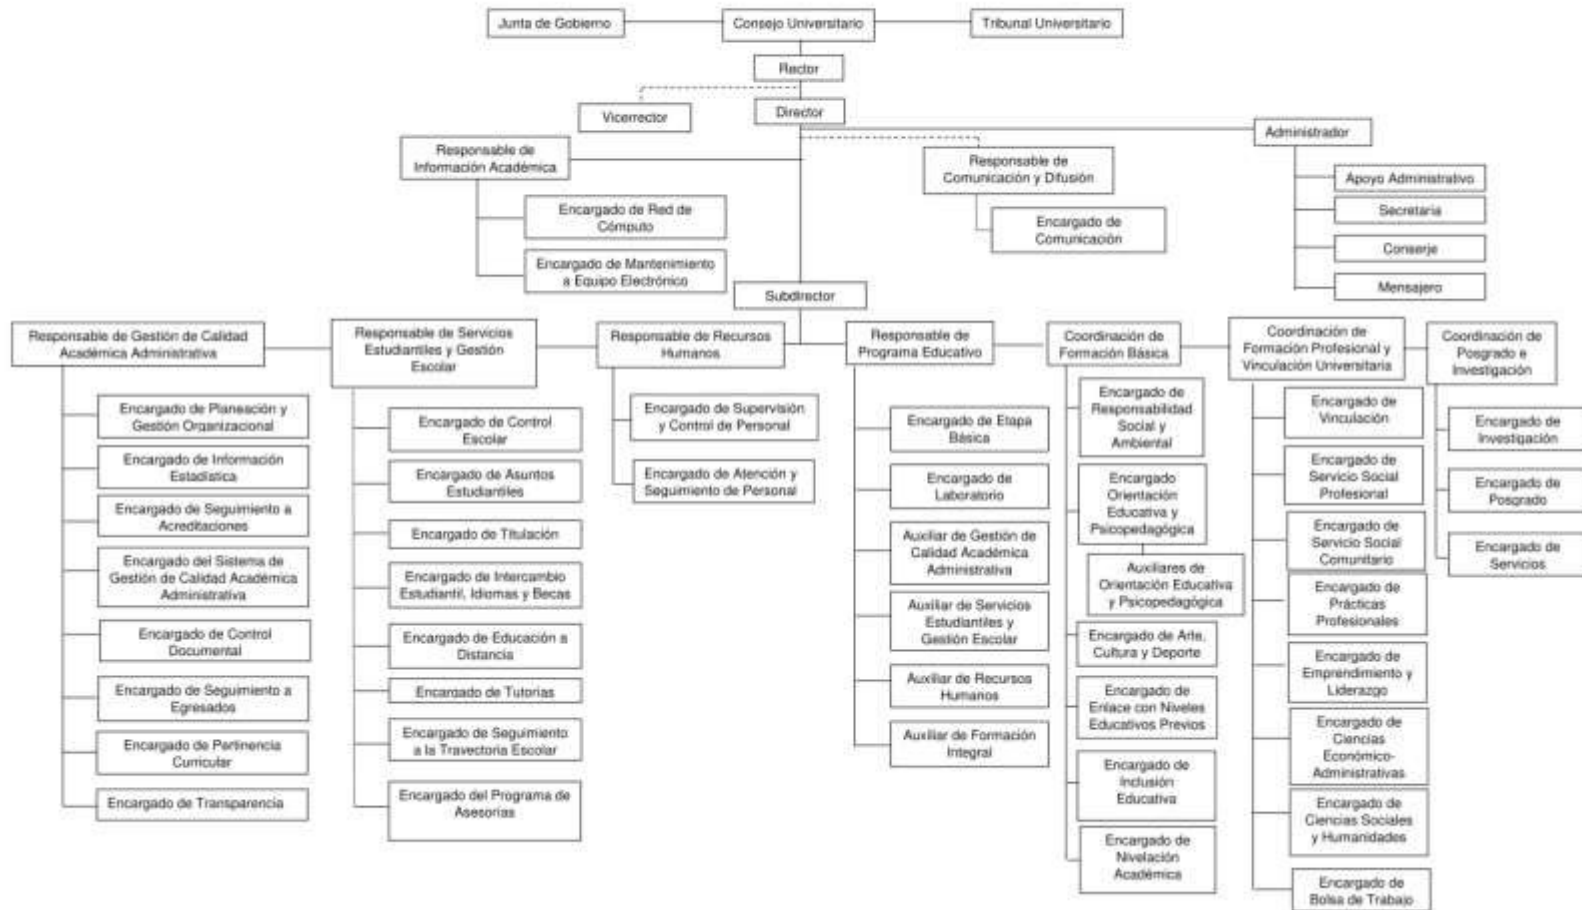 Junta de Gobierno
Consejo Universitario
Tribunal Universitario
Rector
Vicerrector
Director
Administrador
Responsable de
Información Académica
Responsable de
Comunicación y Difusión
Apoyo Administrativo
Secretaria
Conserje
Mensajero
Encargado de Red de
Cómputo
Encargado de
Comunicación
Encargado de Mantenimiento
a Equipo Electrónico
Subdirector
Responsable de Gestión de Calidad
Académica Administrativa
Encargado de Planeación y
Gestión Organizacional
Encargado de Información
Estadística
Encargado de Seguimiento a
Acreditaciones
Encargado del Sistema de
Gestión de Calidad Académica
Administrativa
Encargado de Control
Documental
Encargado de Seguimiento a
Egresados
Encargado de Pertinencia
Curricular
Encargado de Transparencia
Responsable de Servicios
Estudiantiles y Gestión
Escolar
Encargado de Control
Escolar
Encargado de Asuntos
Estudiantiles
Encargado de Titulación
Encargado de Intercambio
Estudiantil, Idiomas y Becas
Encargado de Educación a
Distancia
Encargado de Tutorias
Encargado de Seguimiento
a la Trayectoria Escolar
Encargado del Programa de
Asesorías
Responsable de Recursos
Humanos
Encargado de Supervisión
y Control de Personal
Encargado de Atención y
Seguimiento de Personal
Responsable de
Programa Educativo
Encargado de Etapa
Básica
Encargado de
Laboratorio
Auxiliar de Gestión de
Calidad Académica
Administrativa
Auxiliar de Servicios
Estudiantiles y
Gestión Escolar
Auxiliar de Recursos
Humanos
Auxiliar de Formación
Integral
Coordinación de
Formación Básica
Encargado de
Responsabilidad
Social y
Ambiental
Encargado
Orientación
Educativa y
Psicopedagógica
Auxiliares de
Orientación Educativa
y Psicopedagógica
Encargado de Arte,
Cultura y Deporte
Encargado de
Enlace con Niveles
Educativos Previos
Encargado de
Inclusión
Educativa
Encargado de
Nivelación
Académica
Coordinación de
Formación Profesional y
Vinculación Universitaria
Encargado de
Vinculación
Encargado de
Servicio Social
Profesional
Encargado de
Servicio Social
Comunitario
Encargado de
Prácticas
Profesionales
Encargado de
Emprendimiento y
Liderazgo
Encargado de
Ciencias
Económico-
Administrativas
Encargado de
Ciencias Sociales
y Humanidades
Encargado de
Bolsa de Trabajo
Coordinación de
Posgrado e
Investigación
Encargado de
Investigación
Encargado de
Posgrado
Encargado de
Servicios